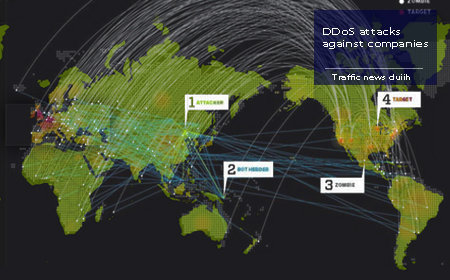 ZOMBIE
TARGET
DDoS attacks
against companies
Traffic news duiih
1 ATTACKER
4 TARGET
2 BOT HERDER
3 ZOMBIE